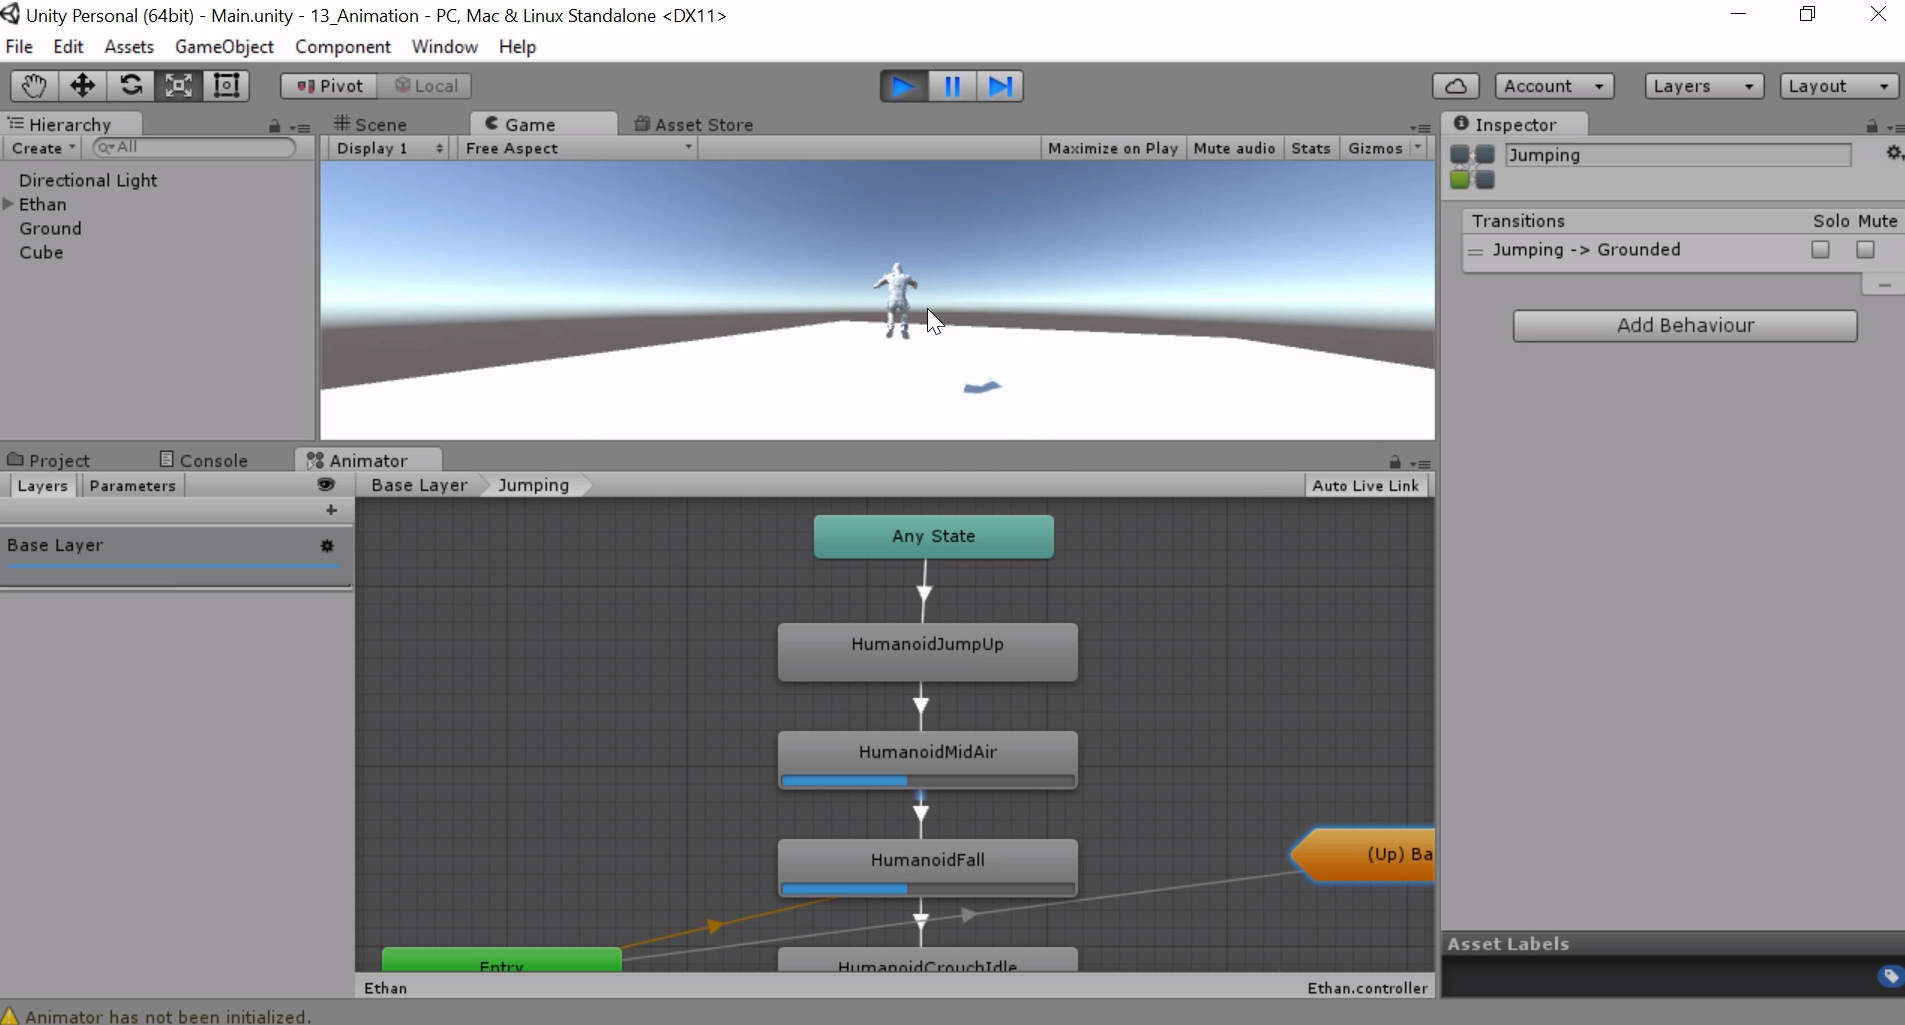 Unity Personal (64bit) - Main.unity - 13_Animation - PC, Mac & Linux Standalone <DX11>
File Edit Assets GameObject Component Window Help
Pivot Local Account Layers Layout
Hierarchy Scene Game Asset Store Inspector
Create All Display 1 Free Aspect Maximize on Play Mute audio Stats Gizmos Jumping
Directional Light
Ethan
Ground
Cube
Transitions Solo Mute
Jumping -> Grounded
Add Behaviour
Project Console Animator
Layers Parameters Base Layer Jumping Auto Live Link
Base Layer
Any State
HumanoidJumpUp
HumanoidMidAir
HumanoidFall
(Up) Ba
Entry
HumanoidCrouchIdle
Asset Labels
Ethan Ethan.controller
Animator has not been initialized.